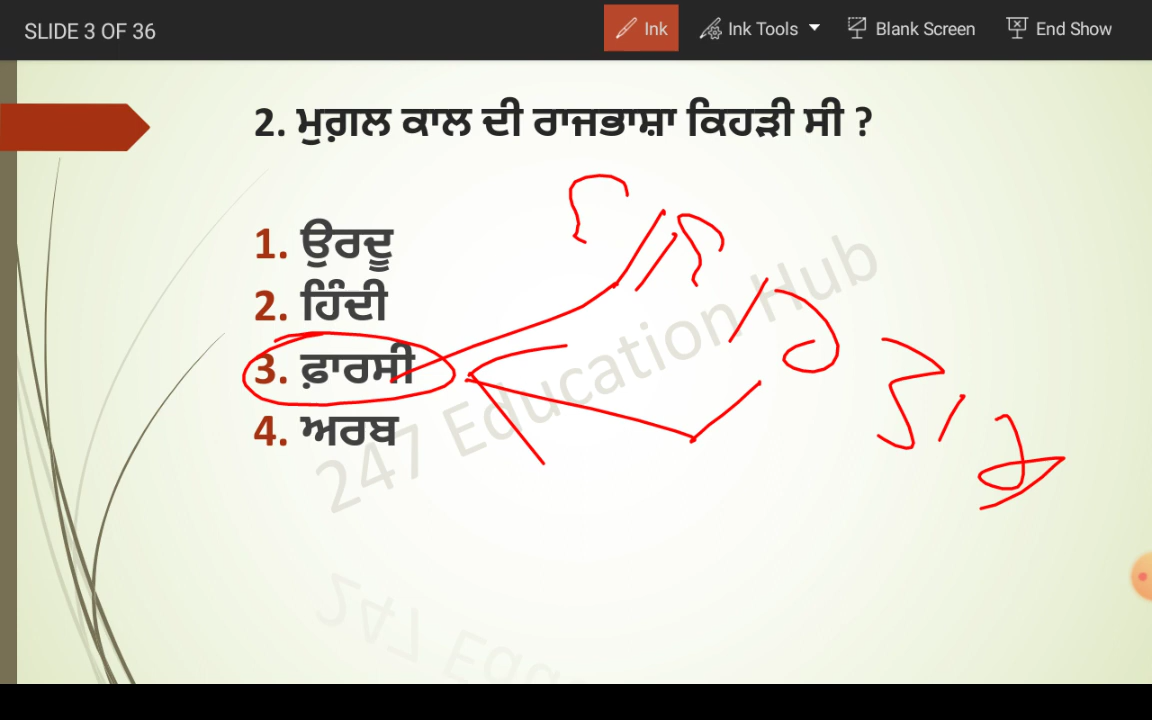 SLIDE 3 OF 36
Ink
Ink Tools
Blank Screen
End Show
2. ਮੁਗ਼ਲ ਕਾਲ ਦੀ ਰਾਜਭਾਸ਼ਾ ਕਿਹੜੀ ਸੀ ?
1. ਉਰਦੂ
2. ਹਿੰਦੀ
3. ਫ਼ਾਰਸੀ
4. ਅਰਬ
247 Education Hub